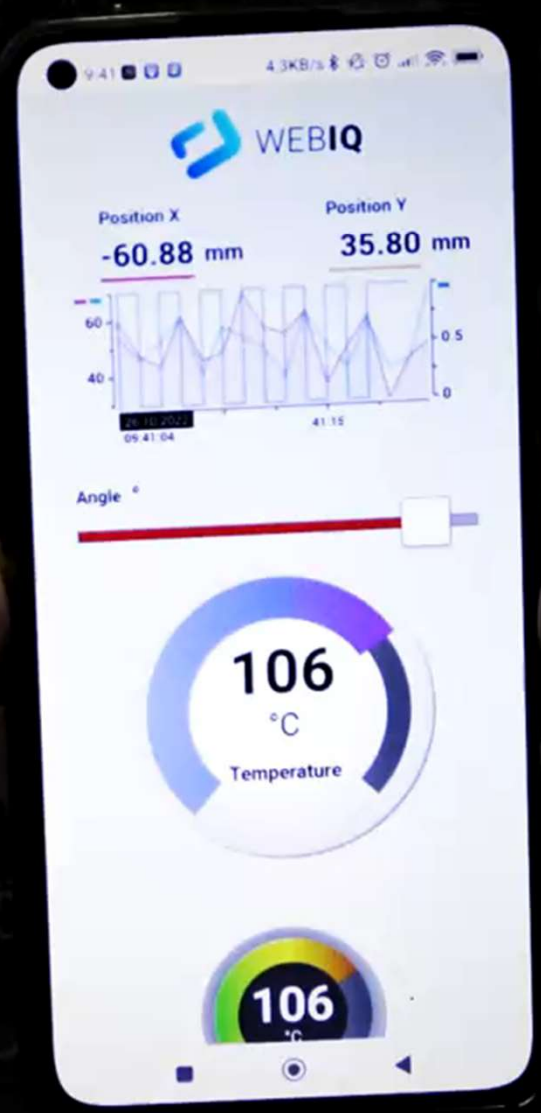 9:41
4.3KB/s
WEBIQ
Position X
Position Y
-60.88 mm
35.80 mm
60
0.5
40
0
26.10.2022
09:41:04
41:15
Angle °
106
°C
Temperature
106
°C